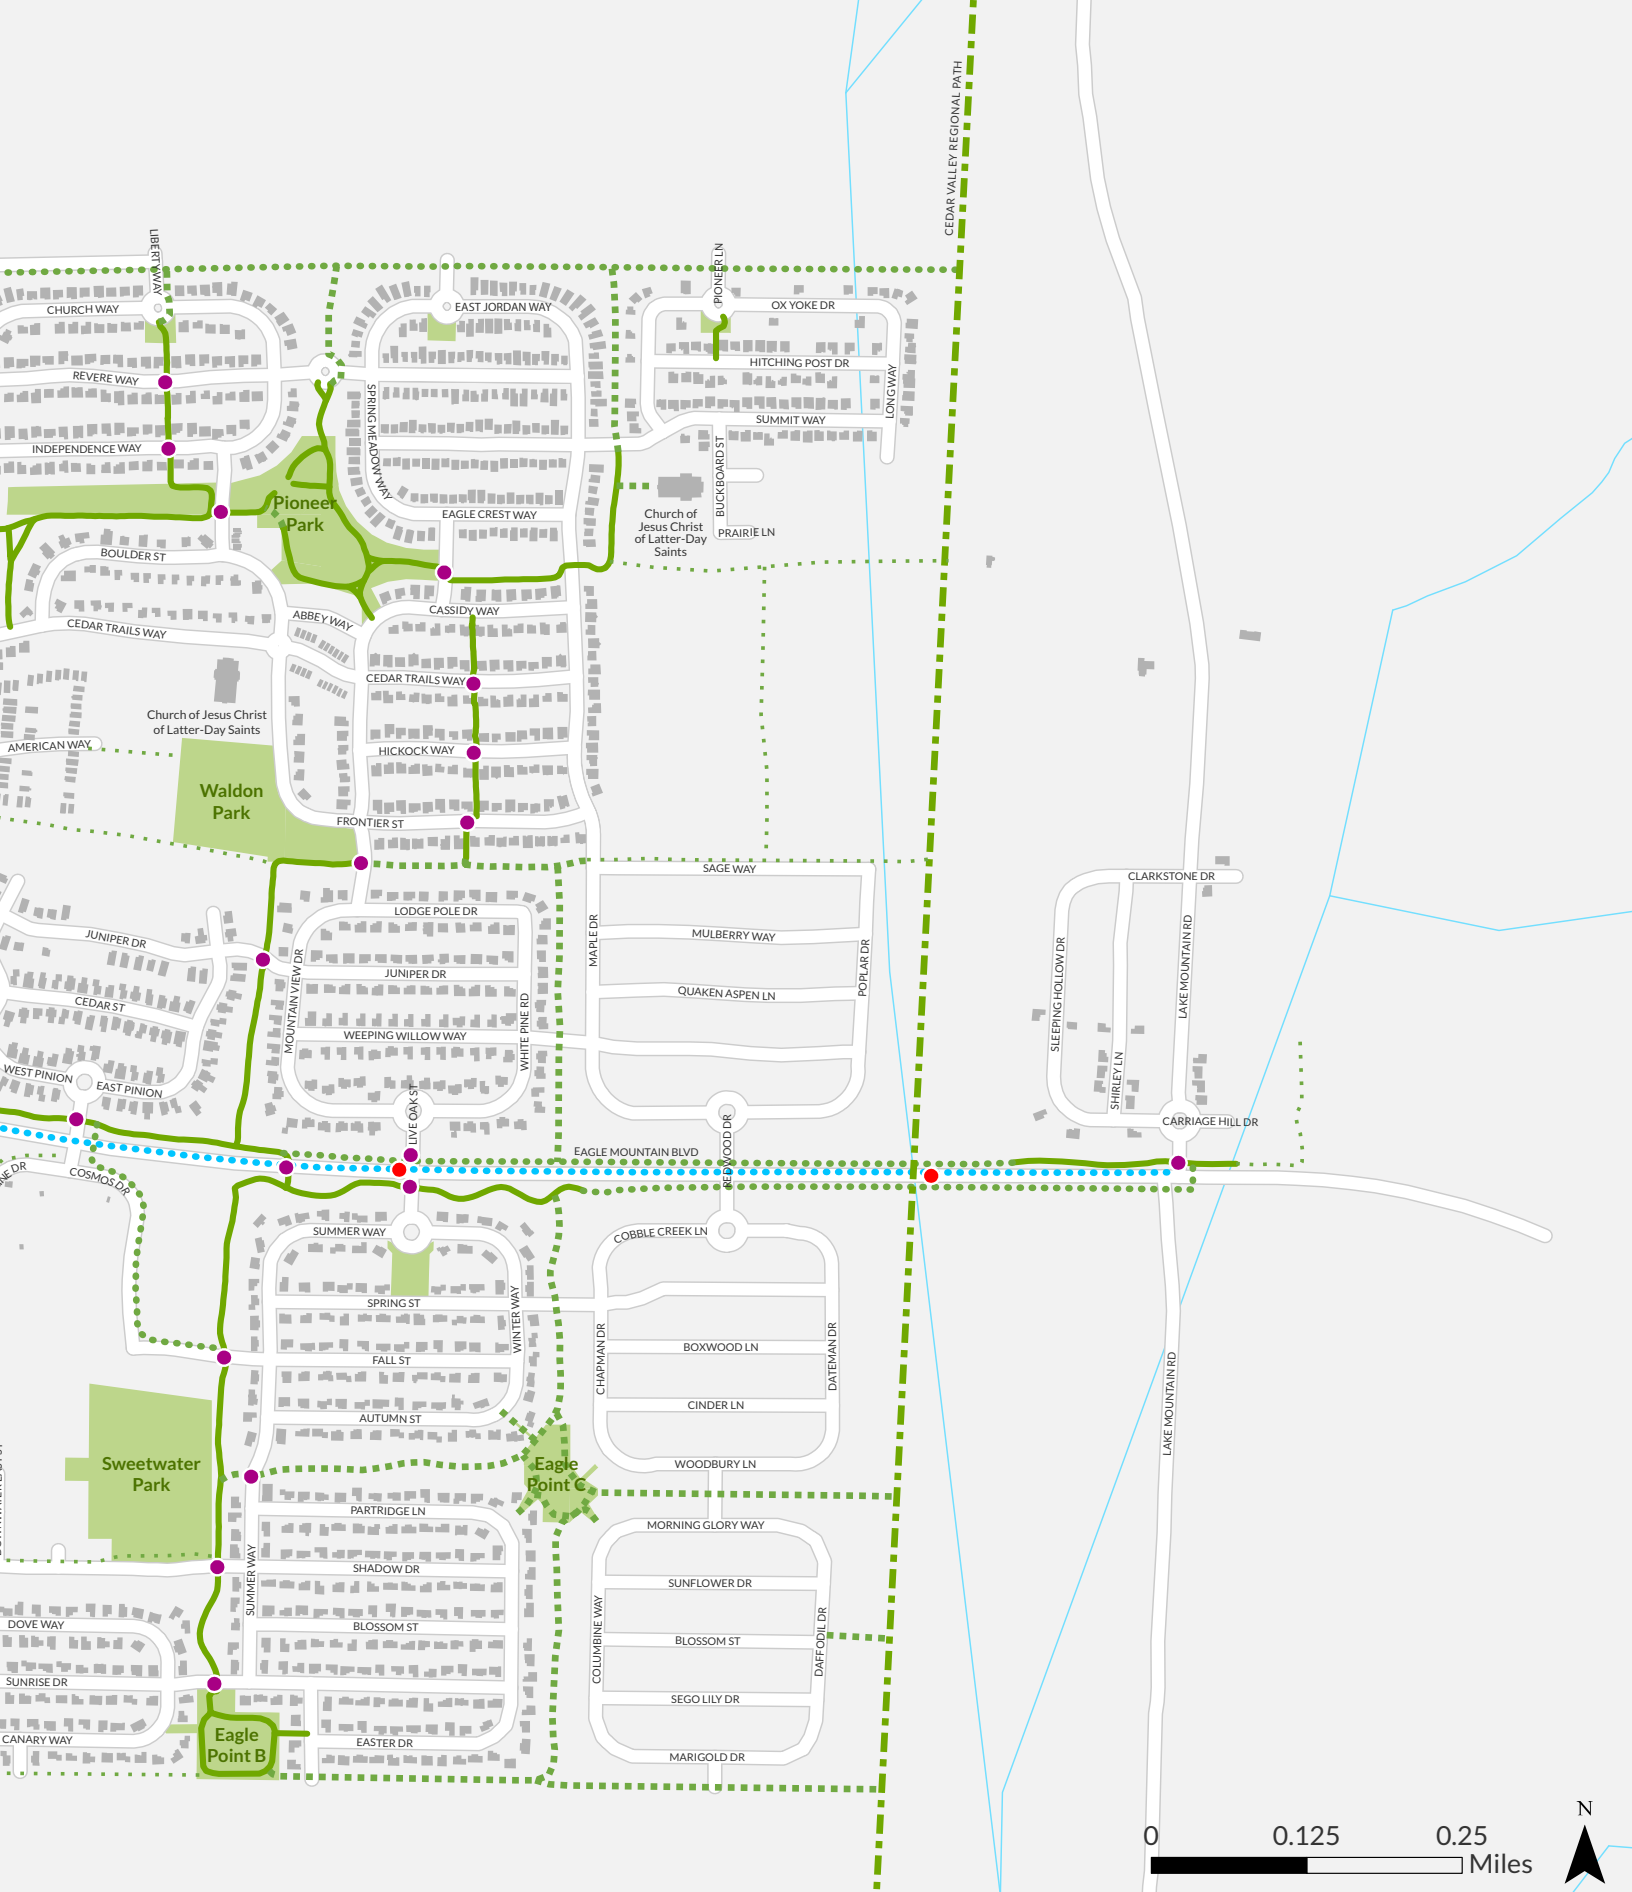 CEDAR VALLEY REGIONAL PATH
LIBERTY WAY
PIONEER LN
CHURCH WAY
EAST JORDAN WAY
OX YOKE DR
REVERE WAY
HITCHING POST DR
SPRING MEADOW WAY
LONG WAY
SUMMIT WAY
INDEPENDENCE WAY
BUCKBOARD ST
Pioneer
Park
EAGLE CREST WAY
Church of
Jesus Christ
of Latter-Day
Saints
PRAIRIE LN
BOULDER ST
CASSIDY WAY
ABBEY WAY
CEDAR TRAILS WAY
CEDAR TRAILS WAY
Church of Jesus Christ
of Latter-Day Saints
AMERICAN WAY
HICKOCK WAY
Waldon
Park
FRONTIER ST
SAGE WAY
CLARKSTONE DR
LODGE POLE DR
MAPLE DR
MULBERRY WAY
JUNIPER DR
POPLAR DR
LAKE MOUNTAIN RD
SLEEPING HOLLOW DR
MOUNTAIN VIEW DR
JUNIPER DR
QUAKEN ASPEN LN
CEDAR ST
WHITE PINE RD
WEEPING WILLOW WAY
WEST PINION
EAST PINION
SHIRLEY LN
LIVE OAK ST
CARRIAGE HILL DR
EAGLE MOUNTAIN BLVD
REDWOOD DR
NE DR
COSMOS DR
SUMMER WAY
COBBLE CREEK LN
SPRING ST
WINTER WAY
CHAPMAN DR
BOXWOOD LN
DATEMAN DR
FALL ST
LAKE MOUNTAIN RD
CINDER LN
AUTUMN ST
Sweetwater
Park
Eagle
Point C
WOODBURY LN
PARTRIDGE LN
MORNING GLORY WAY
SUMMER WAY
SHADOW DR
SUNFLOWER DR
DOVE WAY
BLOSSOM ST
COLUMBINE WAY
BLOSSOM ST
DAFFODIL DR
SUNRISE DR
SEGO LILY DR
CANARY WAY
Eagle
Point B
EASTER DR
MARIGOLD DR
N
0
0.125
0.25
Miles